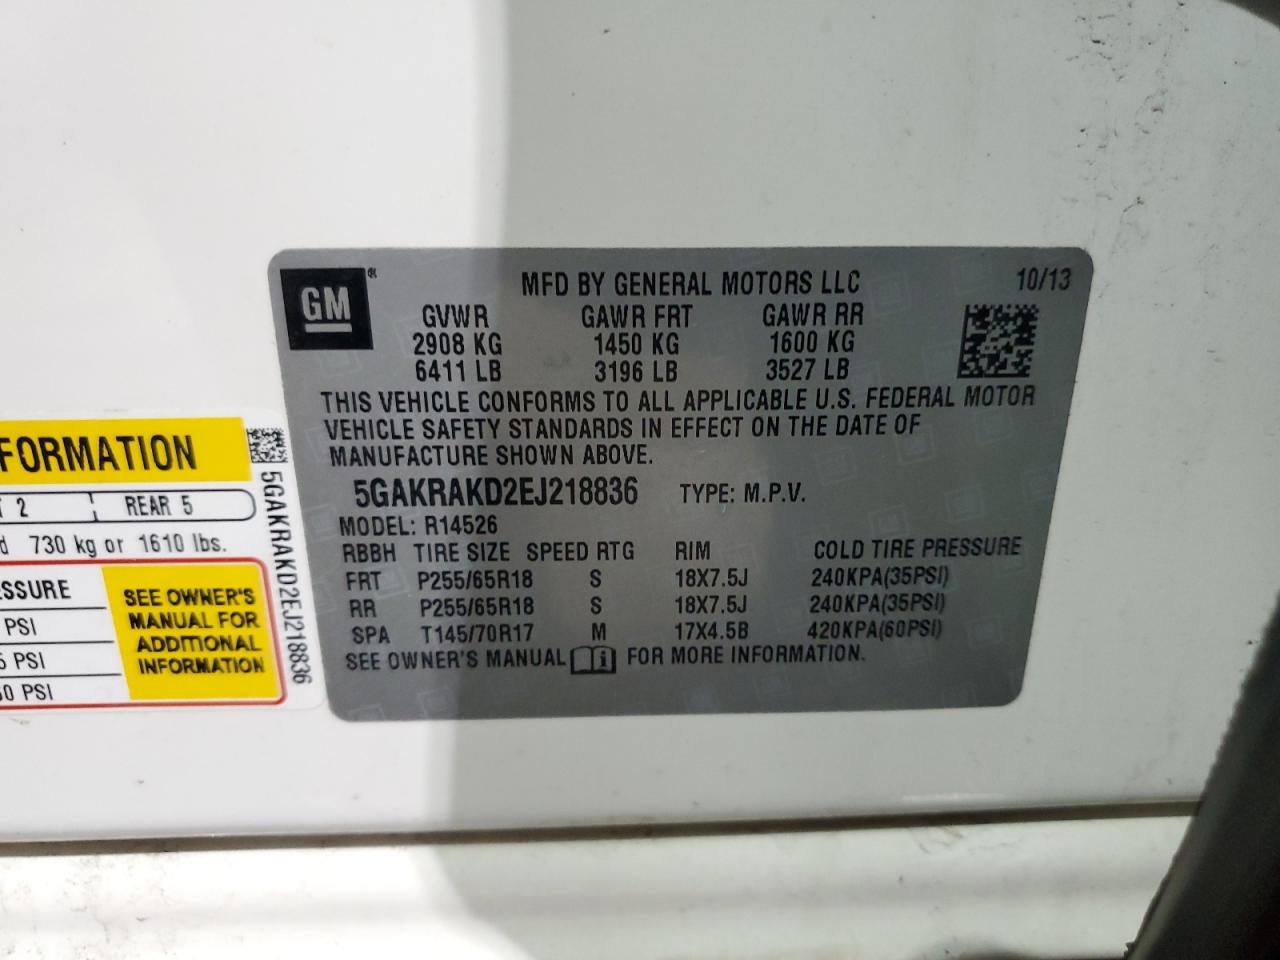 GM®
MFD BY GENERAL MOTORS LLC 10/13
GVWR GAWR FRT GAWR RR
2908 KG 1450 KG 1600 KG
6411 LB 3196 LB 3527 LB
THIS VEHICLE CONFORMS TO ALL APPLICABLE U.S. FEDERAL MOTOR
VEHICLE SAFETY STANDARDS IN EFFECT ON THE DATE OF
MANUFACTURE SHOWN ABOVE.
5GAKRAKD2EJ218836 TYPE: M.P.V.
MODEL: R14526
RBBH TIRE SIZE SPEED RTG RIM COLD TIRE PRESSURE
FRT P255/65R18 S 18X7.5J 240KPA(35PSI)
RR P255/65R18 S 18X7.5J 240KPA(35PSI)
SPA T145/70R17 M 17X4.5B 420KPA(60PSI)
SEE OWNER'S MANUAL i FOR MORE INFORMATION.
FORMATION
T 2 REAR 5
d 730 kg or 1610 lbs.
SSURE
PSI
5 PSI
60 PSI
SEE OWNER'S
MANUAL FOR
ADDITIONAL
INFORMATION
5GAKRAKD2EJ218836